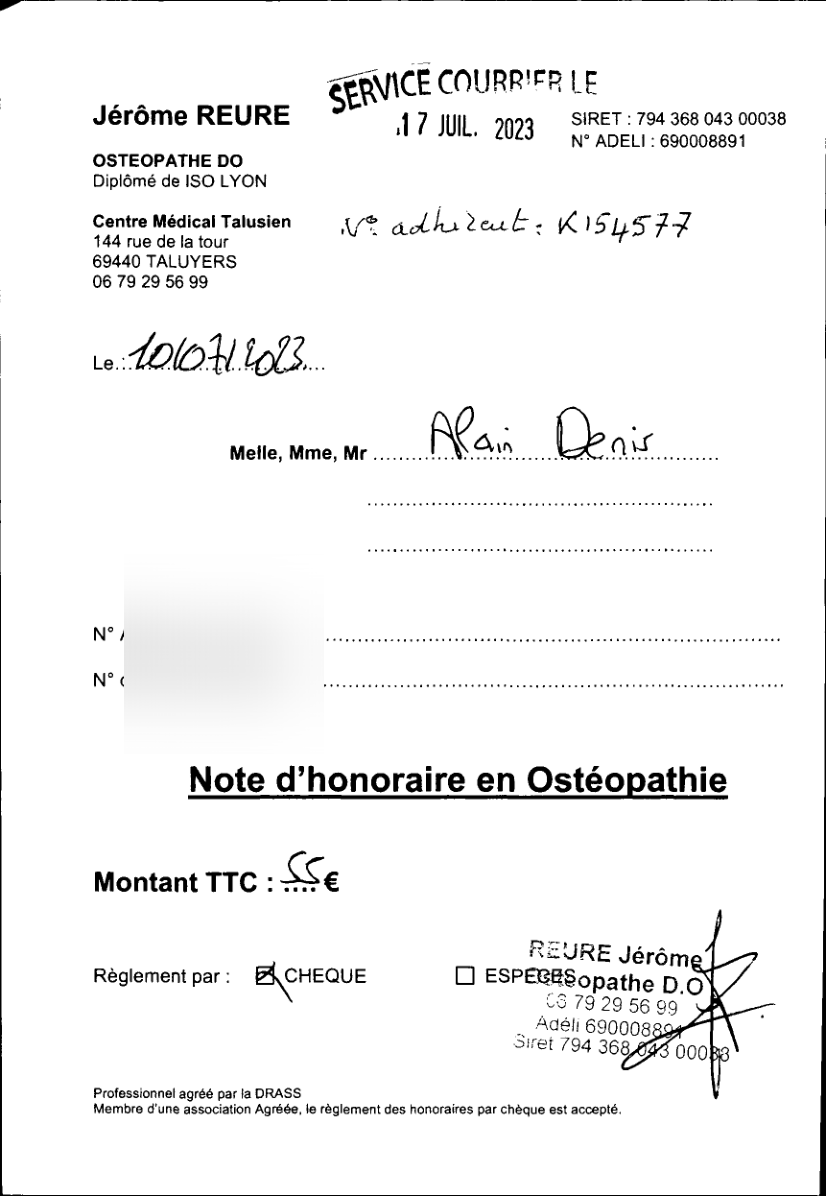 SERVICE COURRIER LE
17 JUIL. 2023
Jérôme REURE
OSTEOPATHE DO
Diplômé de ISO LYON
SIRET : 794 368 043 00038
N° ADELI : 690008891
Centre Médical Talusien
144 rue de la tour
69440 TALUYERS
06 79 29 56 99
N° adhérent : K154577
Le : 10/07/2023
Melle, Mme, Mr Alain Denis
N°
N°
Note d'honoraire en Ostéopathie
Montant TTC : 55 €
Règlement par : CHEQUE ESPECES
REURE Jérôme
Ostéopathe D.O
06 79 29 56 99
Adéli 690008891
Siret 794 368 043 00038
Professionnel agréé par la DRASS
Membre d'une association Agréée, le règlement des honoraires par chèque est accepté.